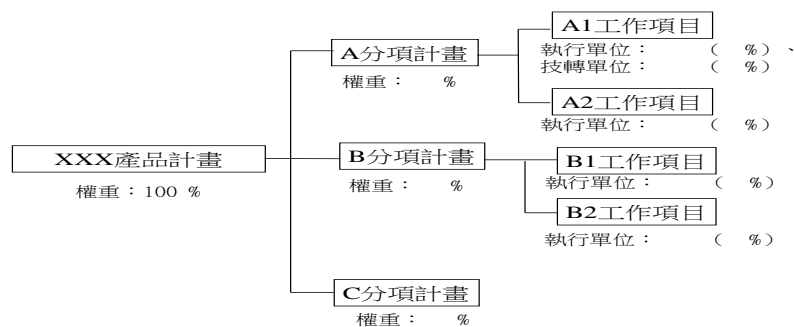 A1工作項目
執行單位： （ %）、
技轉單位： （ %）
A分項計畫
權重： %
A2工作項目
執行單位： （ %）
XXX產品計畫
權重：100 %
B分項計畫
權重： %
B1工作項目
執行單位： （ %）
B2工作項目
執行單位： （ %）
C分項計畫
權重： %